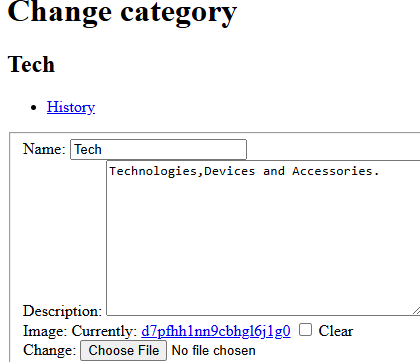 Change category
Tech
History
Name: Tech
Technologies,Devices and Accessories.
Description:
Image: Currently: d7pfhh1nn9cbhgl6j1g0 Clear
Change: Choose File No file chosen